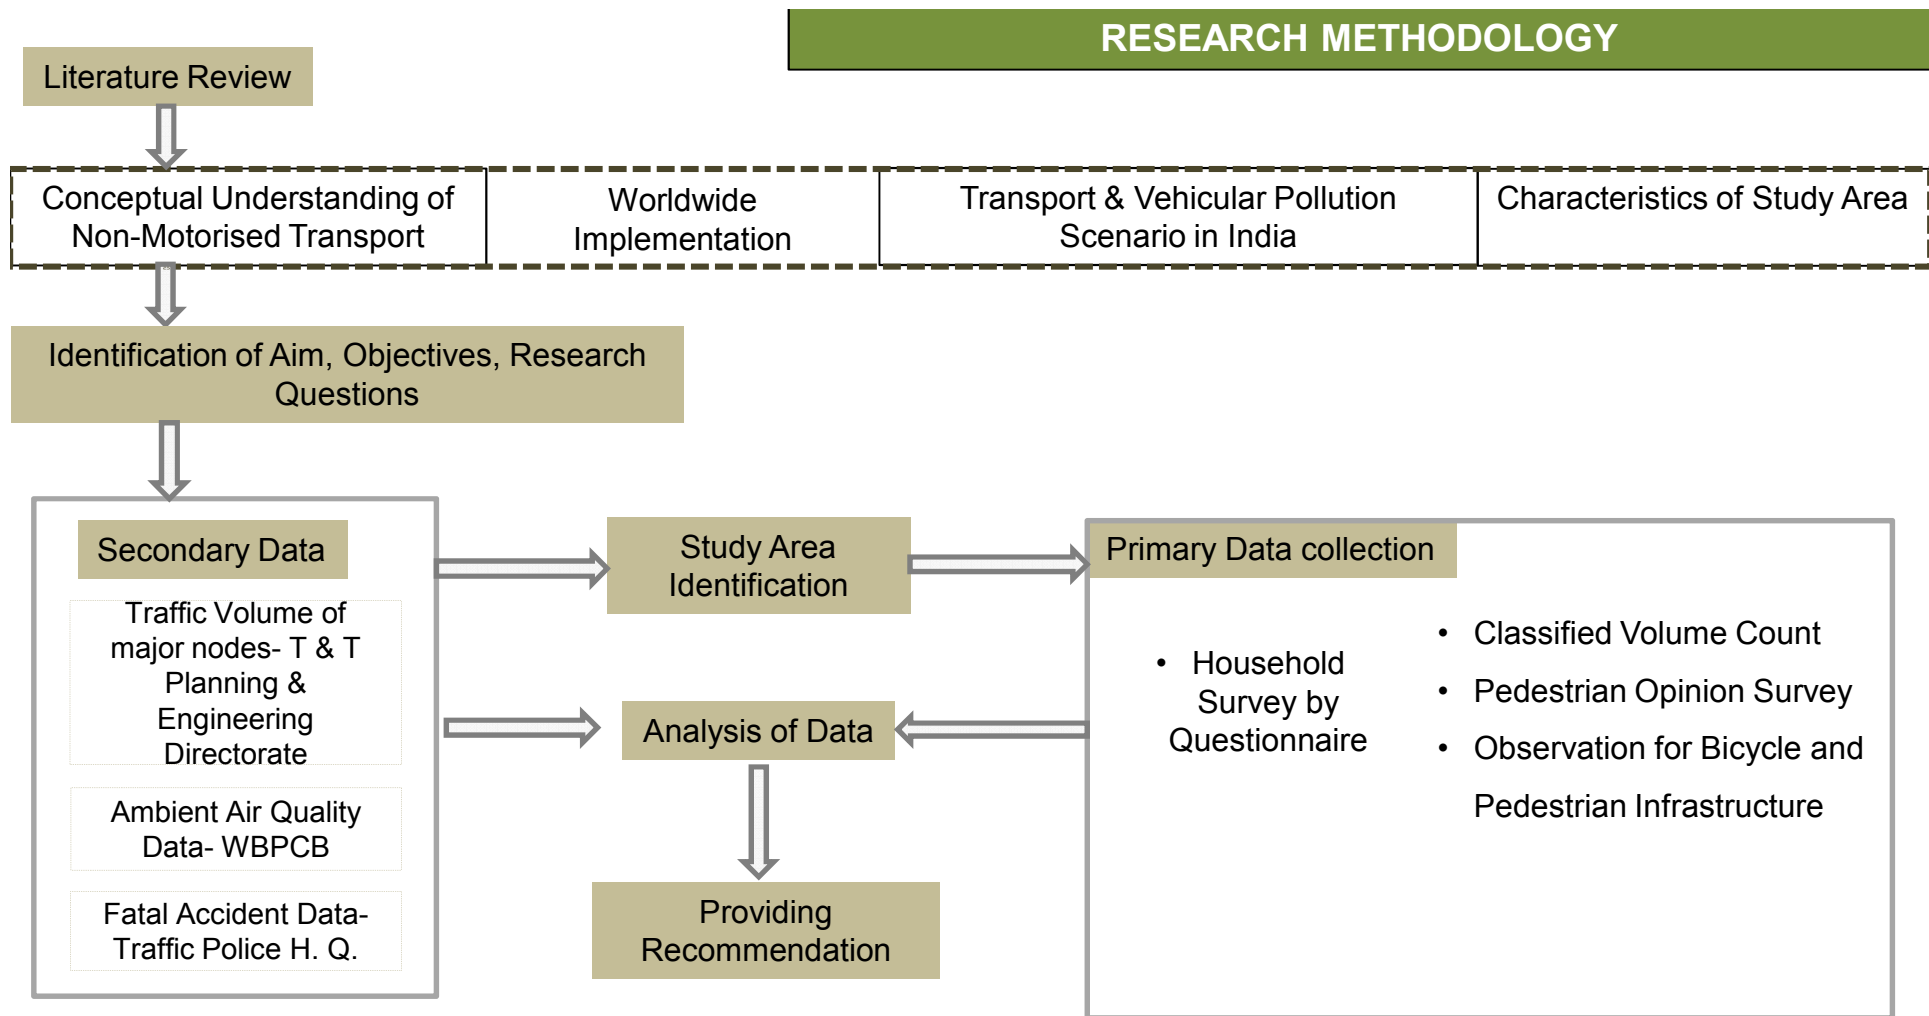 RESEARCH METHODOLOGY
Literature Review
Conceptual Understanding of
Non-Motorised Transport
Worldwide
Implementation
Transport & Vehicular Pollution
Scenario in India
Characteristics of Study Area
Identification of Aim, Objectives, Research
Questions
Secondary Data
Traffic Volume of
major nodes- T & T
Planning &
Engineering
Directorate
Ambient Air Quality
Data- WBPCB
Fatal Accident Data-
Traffic Police H. Q.
Study Area
Identification
Analysis of Data
Providing
Recommendation
Primary Data collection
• Household
Survey by
Questionnaire
• Classified Volume Count
• Pedestrian Opinion Survey
• Observation for Bicycle and
Pedestrian Infrastructure